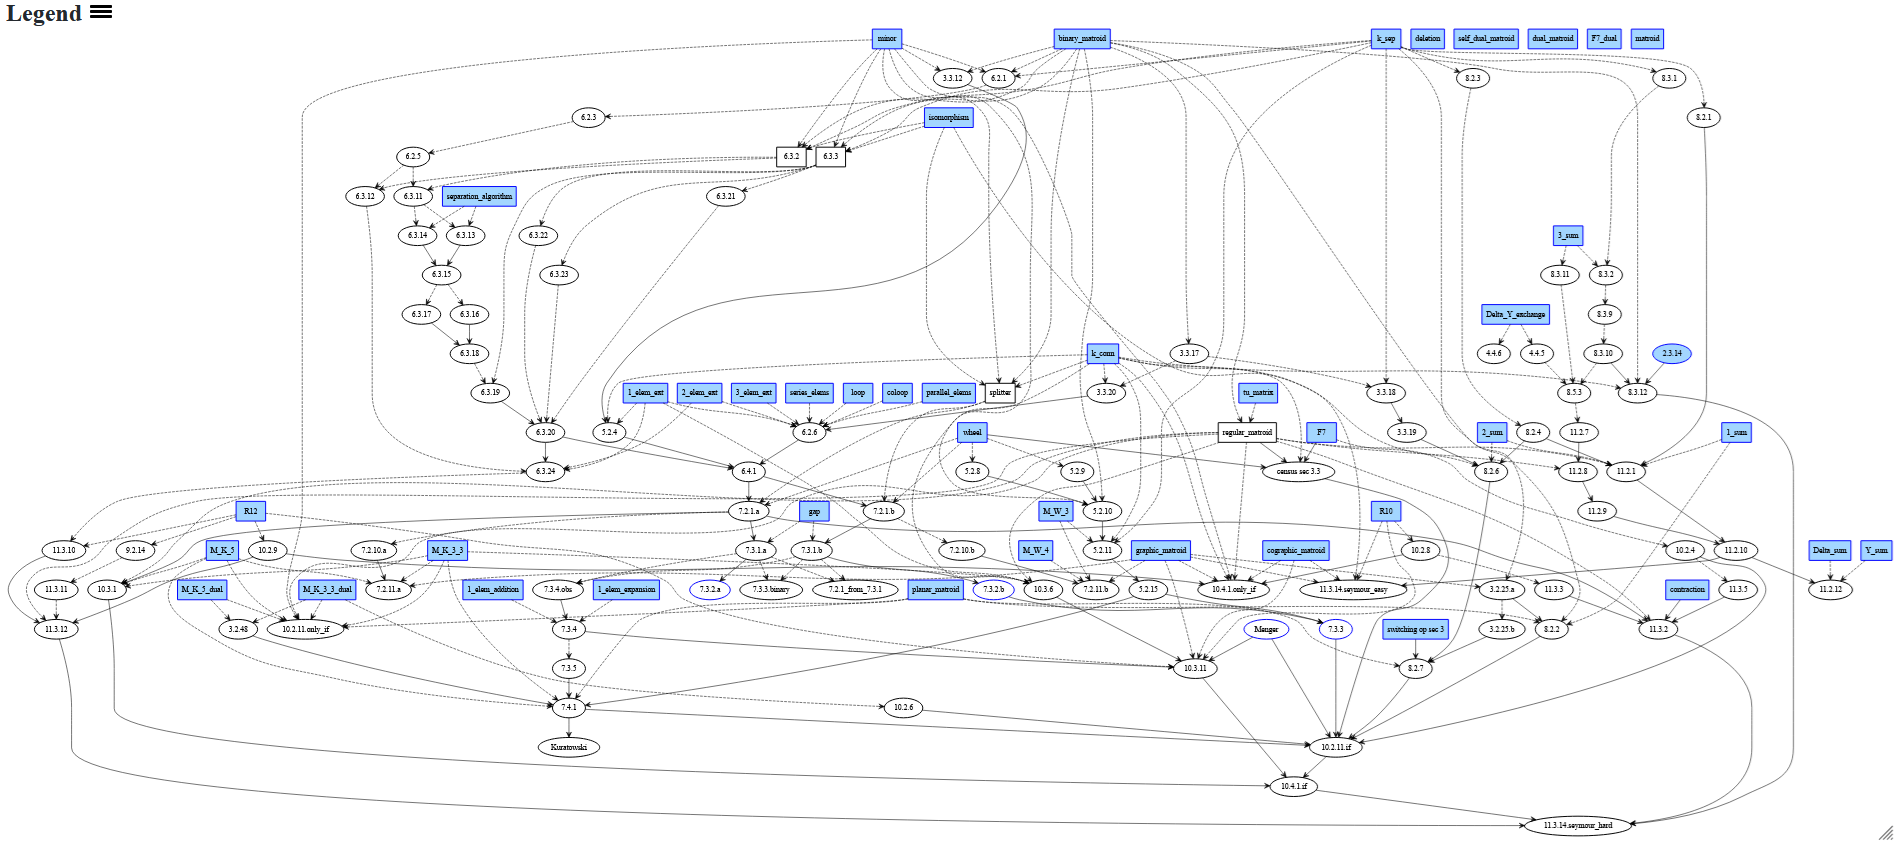 Legend
minor
binary_matroid
k_sep
deletion
self_dual_matroid
dual_matroid
F7_dual
matroid
3.3.12
6.2.1
8.2.3
8.3.1
6.2.3
isomorphism
8.2.1
6.2.5
6.3.2
6.3.3
6.3.12
6.3.11
separation_algorithm
6.3.21
6.3.14
6.3.13
6.3.22
3_sum
6.3.15
6.3.23
8.3.11
8.3.2
6.3.17
6.3.16
Delta_Y_exchange
8.3.9
6.3.18
k_conn
3.3.17
4.4.6
4.4.5
8.3.10
2.3.14
6.3.19
1_elem_ext
2_elem_ext
3_elem_ext
series_elems
loop
coloop
parallel_elems
splitter
3.3.20
tu_matrix
3.3.18
8.5.3
8.3.12
6.3.20
5.2.4
6.2.6
wheel
regular_matroid
F7
3.3.19
2_sum
8.2.4
11.2.7
1_sum
6.3.24
6.4.1
5.2.8
5.2.9
census sec 3.3
8.2.6
11.2.8
11.2.1
R12
7.2.1.a
gap
7.2.1.b
M_W_3
5.2.10
R10
11.2.9
11.3.10
9.2.14
M_K_5
10.2.9
7.2.10.a
M_K_3_3
7.3.1.a
7.3.1.b
7.2.10.b
M_W_4
5.2.11
graphic_matroid
cographic_matroid
10.2.8
10.2.4
11.2.10
Delta_sum
Y_sum
11.3.11
10.3.1
M_K_5_dual
M_K_3_3_dual
7.2.11.a
1_elem_addition
7.3.4.obs
1_elem_expansion
7.3.2.a
7.3.3.binary
7.2.1_from_7.3.1
planar_matroid
7.3.2.b
10.3.6
7.2.11.b
5.2.15
10.4.1.only_if
11.3.14.seymour_easy
3.2.25.a
11.3.3
contraction
11.3.5
11.2.12
11.3.12
3.2.48
10.2.11.only_if
7.3.4
Menger
7.3.3
switching op sec 3
3.2.25.b
8.2.2
11.3.2
7.3.5
10.3.11
8.2.7
7.4.1
10.2.6
Kuratowski
10.2.11.if
10.4.1.if
11.3.14.seymour_hard